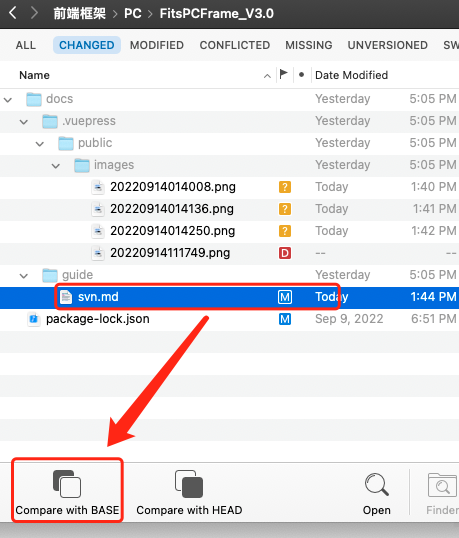 前端框架 > PC > FitsPCFrame_V3.0
ALL CHANGED MODIFIED CONFLICTED MISSING UNVERSIONED SW
Name Date Modified
docs Yesterday 5:05 PM
.vuepress Yesterday 5:05 PM
public Yesterday 5:05 PM
images Yesterday 5:05 PM
20220914014008.png ? Today 1:40 PM
20220914014136.png ? Today 1:41 PM
20220914014250.png ? Today 1:42 PM
20220914111749.png D -- --
guide Yesterday 5:05 PM
svn.md M Today 1:44 PM
package-lock.json M Sep 9, 2022 6:51 PM
Compare with BASE Compare with HEAD Open Finder